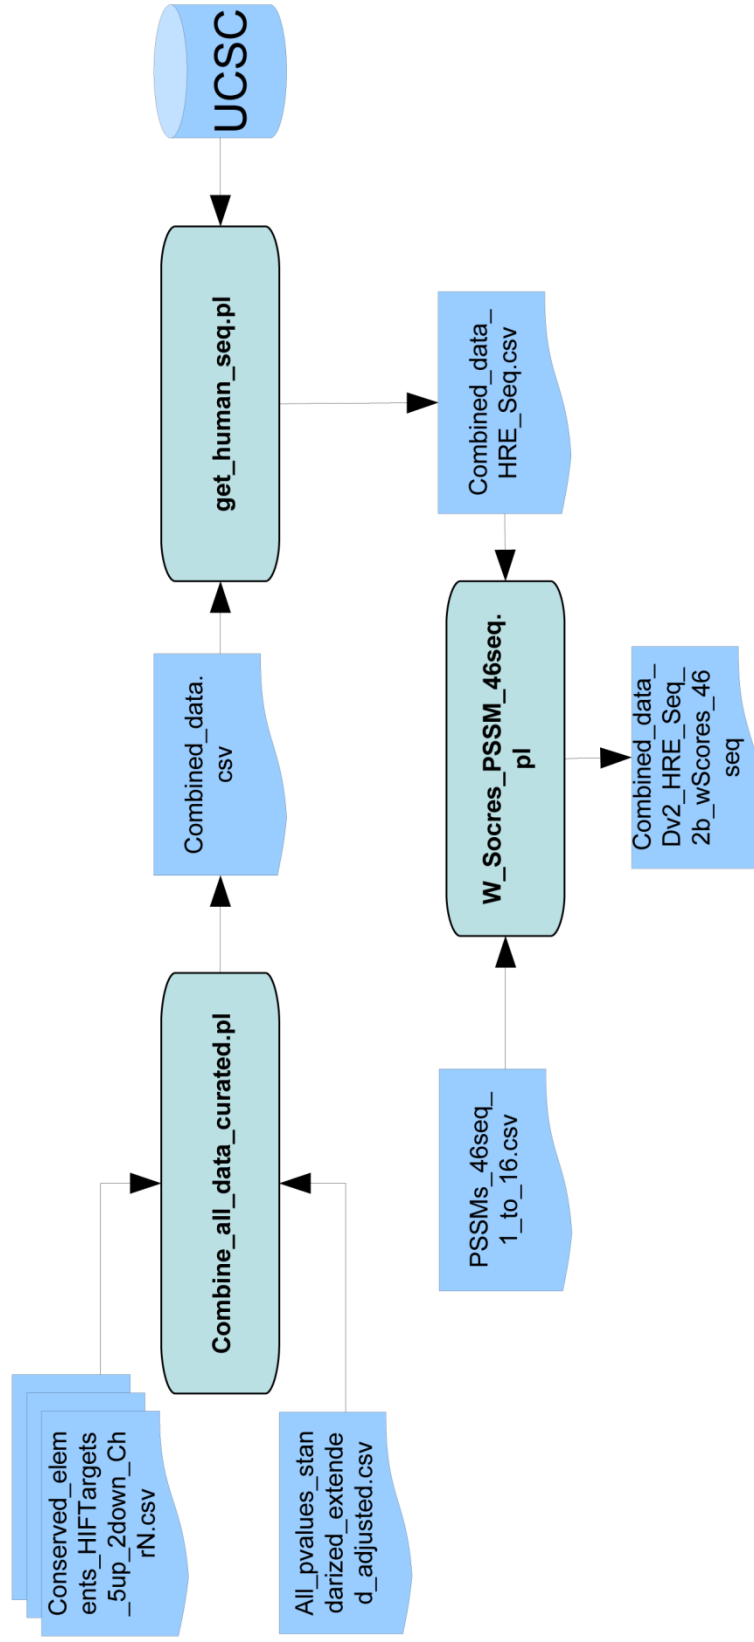 Conserved_elem
ents_HIFTargets
_5up_2down_Ch
rN.csv
All_pvalues_stan
darized_extende
d_adjusted.csv
Combine_all_data_curated.pl
Combined_data.
csv
get_human_seq.pl
UCSC
Combined_data_
HRE_Seq.csv
PSSMs_46seq_
1_to_16.csv
W_Socres_PSSM_46seq.
pl
Combined_data_
Dv2_HRE_Seq_
2b_wScores_46
seq